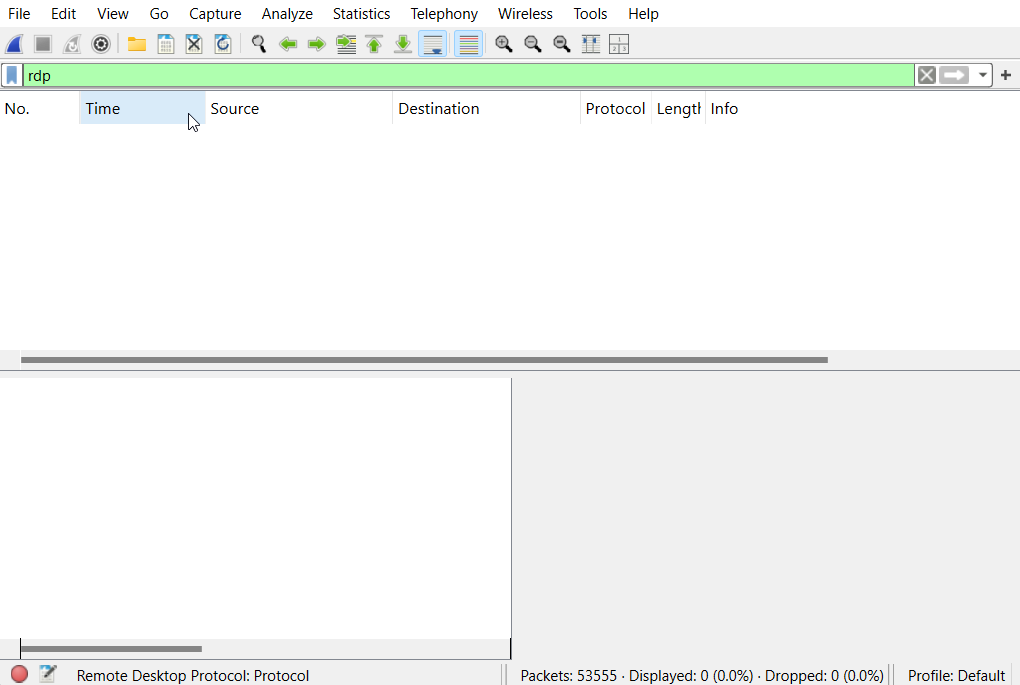 File Edit View Go Capture Analyze Statistics Telephony Wireless Tools Help
rdp
No. Time Source Destination Protocol Lengtl Info
Remote Desktop Protocol: Protocol Packets: 53555 · Displayed: 0 (0.0%) · Dropped: 0 (0.0%) Profile: Default